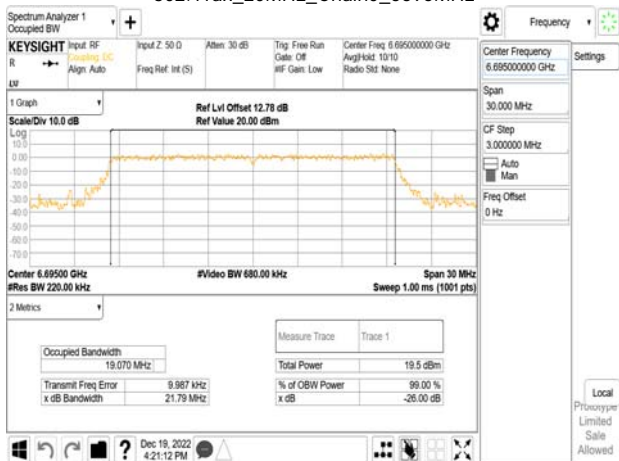 Spectrum Analyzer 1
Occupied BW
Frequency
KEYSIGHT
Input: RF
Coupling: DC
Align: Auto
R
LW
Input Z: 50 Ω
Freq Ref: Int (S)
Atten: 30 dB
Trig: Free Run
Gate: Off
#IF Gain: Low
Center Freq: 6.695000000 GHz
Avg|Hold: 10/10
Radio Std: None
Center Frequency
6.695000000 GHz
Settings
Span
30.000 MHz
CF Step
3.000000 MHz
Auto
Man
Freq Offset
0 Hz
1 Graph
Scale/Div 10.0 dB
Ref Lvl Offset 12.78 dB
Ref Value 20.00 dBm
Log
10.0
0.00
-10.0
-20.0
-30.0
-40.0
-50.0
-60.0
-70.0
Center 6.69500 GHz
#Res BW 220.00 kHz
#Video BW 680.00 kHz
Span 30 MHz
Sweep 1.00 ms (1001 pts)
2 Metrics
Measure Trace Trace 1
Occupied Bandwidth
19.070 MHz
Total Power 19.5 dBm
Transmit Freq Error 9.987 kHz
% of OBW Power 99.00 %
x dB Bandwidth 21.79 MHz
x dB -26.00 dB
Local
Prototype
Limited
Sale
Allowed
Dec 19, 2022
4:21:12 PM